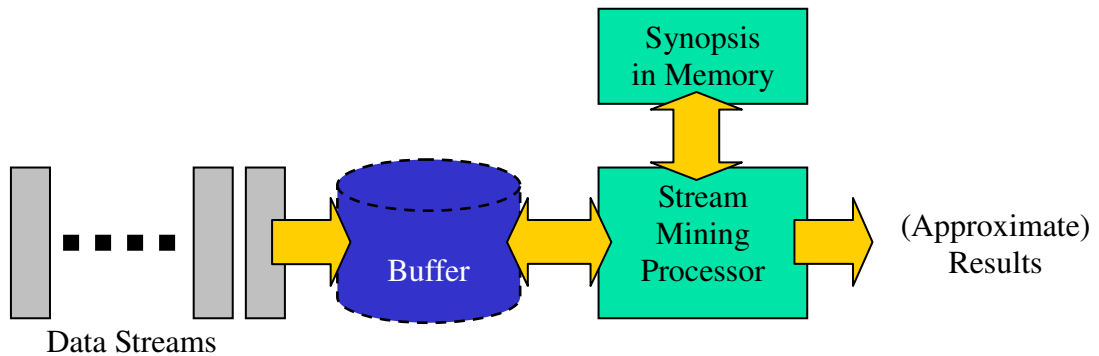 Synopsis
in Memory
Stream
Mining
Processor
Buffer
(Approximate)
Results
Data Streams